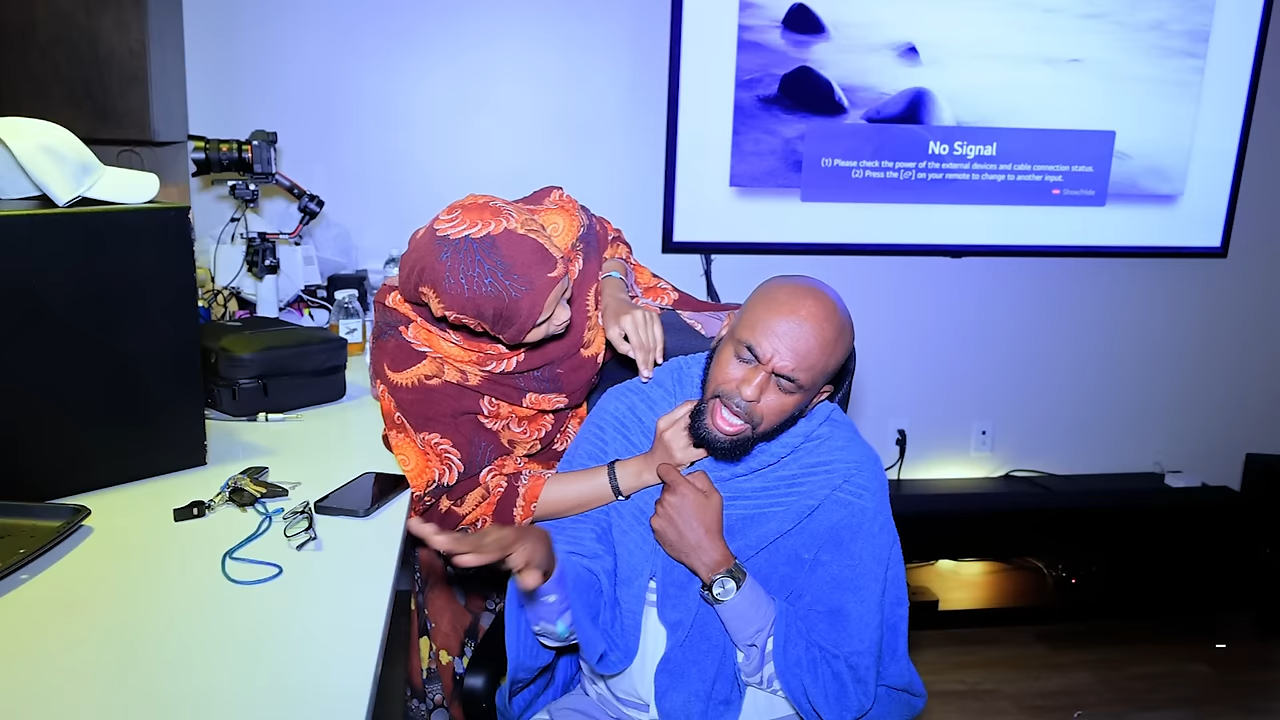 No Signal
(1) Please check the power of the external devices and cable connection status.
(2) Press the [⎚] on your remote to change to another input.
Show/Hide